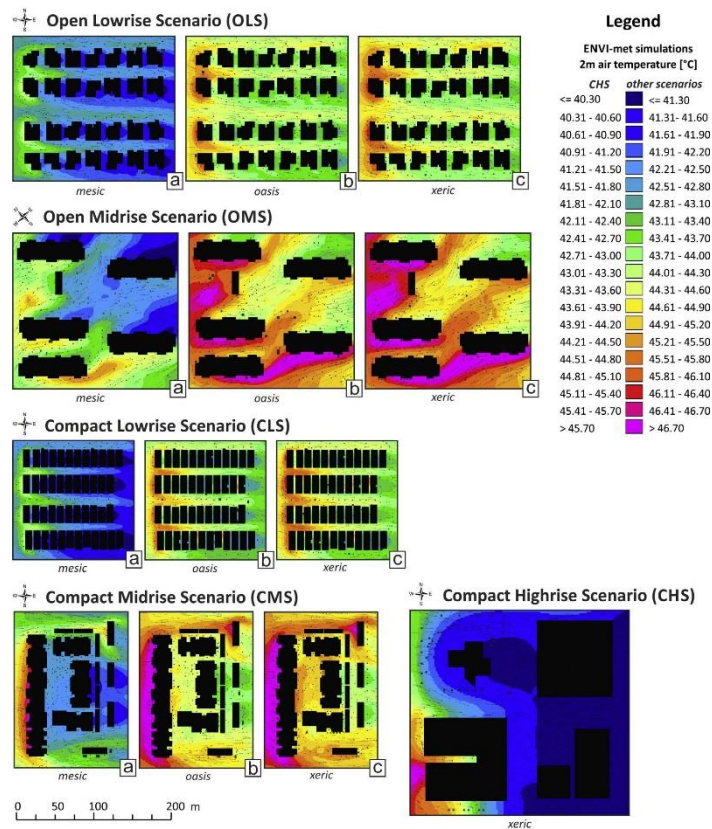 Open Lowrise Scenario (OLS)
mesic a
oasis b
xeric c
Open Midrise Scenario (OMS)
mesic a
oasis b
xeric c
Compact Lowrise Scenario (CLS)
mesic a
oasis b
xeric c
Compact Midrise Scenario (CMS)
mesic a
oasis b
xeric c
0 50 100 200 m
Compact Highrise Scenario (CHS)
xeric
Legend
ENVI-met simulations
2m air temperature [°C]
CHS other scenarios
<= 40.30 <= 41.30
40.31 - 40.60 41.31 - 41.60
40.61 - 40.90 41.61 - 41.90
40.91 - 41.20 41.91 - 42.20
41.21 - 41.50 42.21 - 42.50
41.51 - 41.80 42.51 - 42.80
41.81 - 42.10 42.81 - 43.10
42.11 - 42.40 43.11 - 43.40
42.41 - 42.70 43.41 - 43.70
42.71 - 43.00 43.71 - 44.00
43.01 - 43.30 44.01 - 44.30
43.31 - 43.60 44.31 - 44.60
43.61 - 43.90 44.61 - 44.90
43.91 - 44.20 44.91 - 45.20
44.21 - 44.50 45.21 - 45.50
44.51 - 44.80 45.51 - 45.80
44.81 - 45.10 45.81 - 46.10
45.11 - 45.40 46.11 - 46.40
45.41 - 45.70 46.41 - 46.70
> 45.70 > 46.70